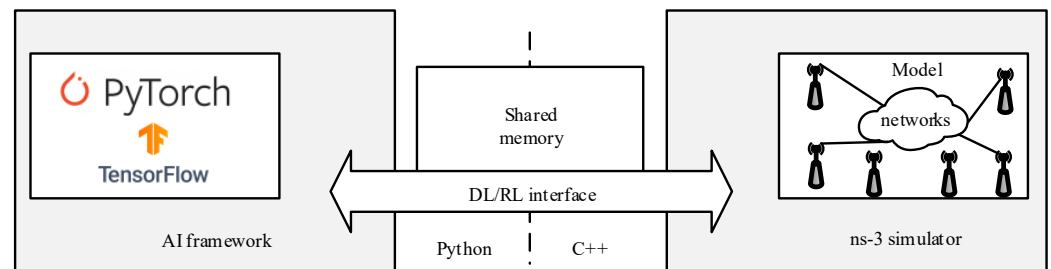 PyTorch
TensorFlow
AI framework
Shared
memory
DL/RL interface
Python
C++
Model
networks
ns-3 simulator